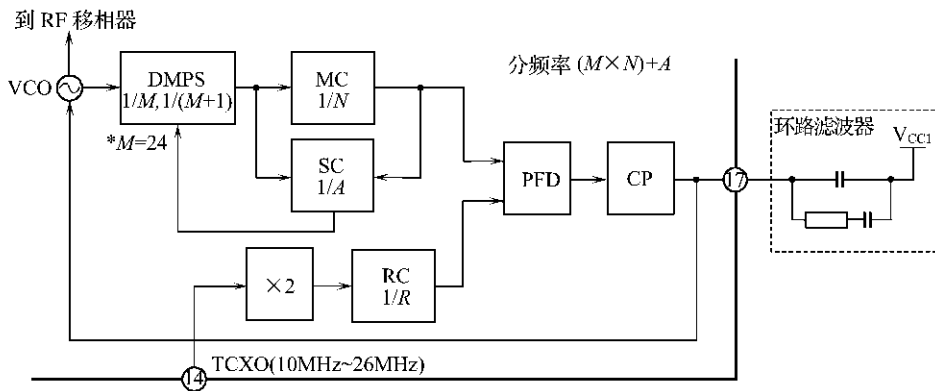 到 RF 移相器
VCO
DMPS
1/M,1/(M+1)
*M=24
MC
1/N
分频率 (M×N)+A
SC
1/A
PFD
CP
17
环路滤波器
VCC1
×2
RC
1/R
TCXO(10MHz~26MHz)
14